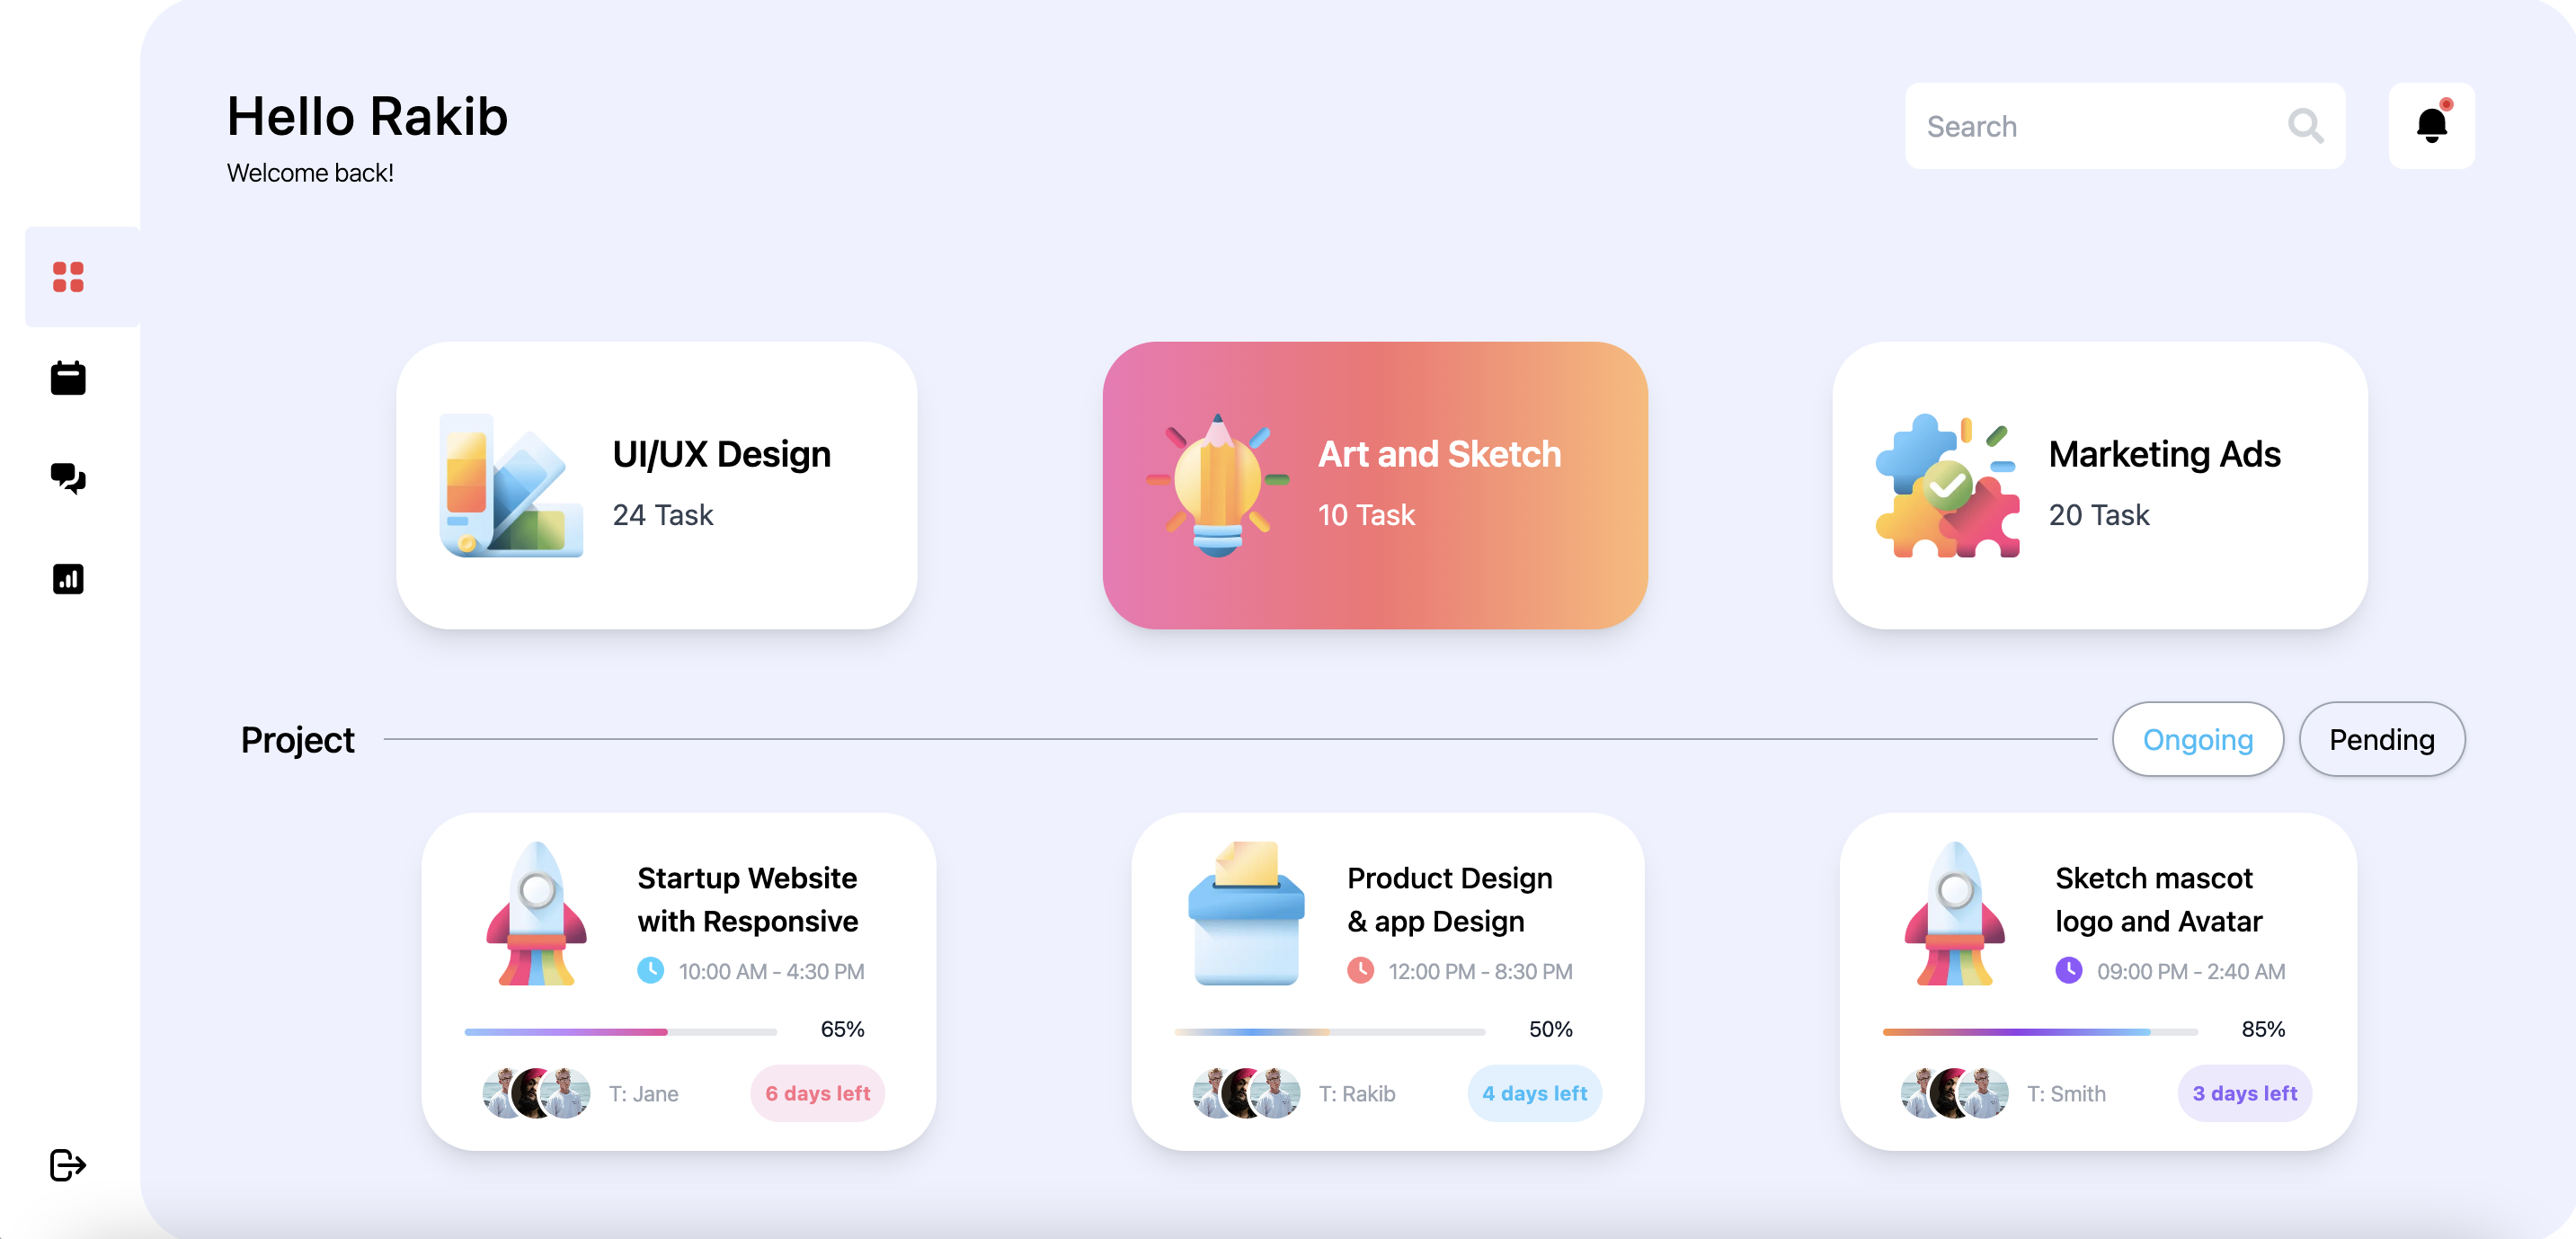 Hello Rakib
Welcome back!
Search
UI/UX Design
24 Task
Art and Sketch
10 Task
Marketing Ads
20 Task
Project
Ongoing
Pending
Startup Website
with Responsive
10:00 AM - 4:30 PM
65%
T: Jane
6 days left
Product Design
& app Design
12:00 PM - 8:30 PM
50%
T: Rakib
4 days left
Sketch mascot
logo and Avatar
09:00 PM - 2:40 AM
85%
T: Smith
3 days left